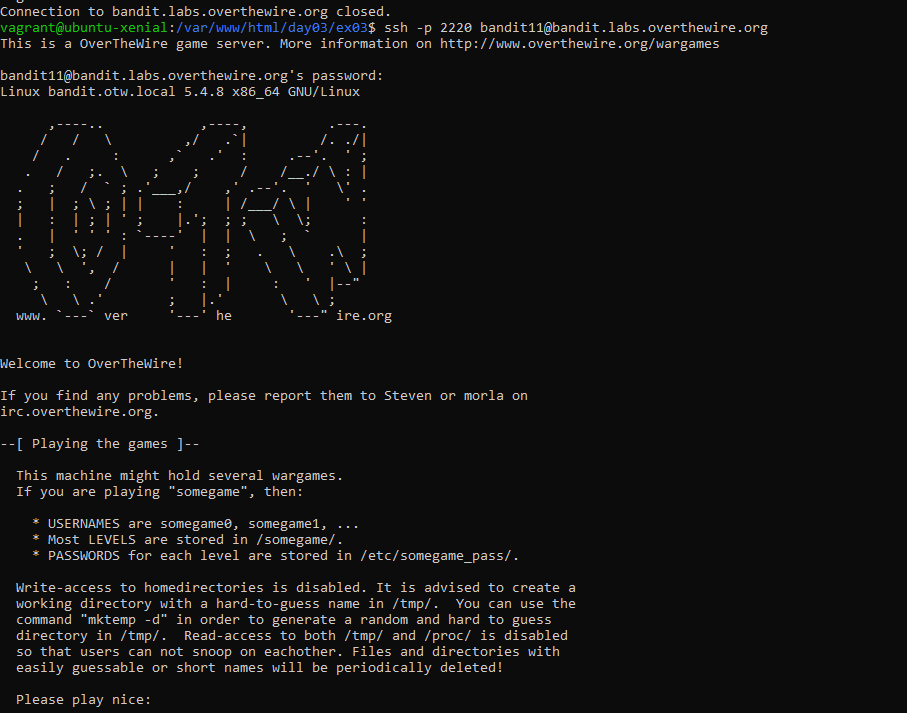 Connection to bandit.labs.overthewire.org closed.
vagrant@ubuntu-xenial:/var/www/html/day03/ex03$ ssh -p 2220 bandit11@bandit.labs.overthewire.org
This is a OverTheWire game server. More information on http://www.overthewire.org/wargames
bandit11@bandit.labs.overthewire.org's password:
Linux bandit.otw.local 5.4.8 x86_64 GNU/Linux
www. `---` ver '---' he '---" ire.org
Welcome to OverTheWire!
If you find any problems, please report them to Steven or morla on
irc.overthewire.org.
--[ Playing the games ]--
This machine might hold several wargames.
If you are playing "somegame", then:
* USERNAMES are somegame0, somegame1, ...
* Most LEVELS are stored in /somegame/.
* PASSWORDS for each level are stored in /etc/somegame_pass/.
Write-access to homedirectories is disabled. It is advised to create a
working directory with a hard-to-guess name in /tmp/.  You can use the
command "mktemp -d" in order to generate a random and hard to guess
directory in /tmp/.  Read-access to both /tmp/ and /proc/ is disabled
so that users can not snoop on eachother. Files and directories with
easily guessable or short names will be periodically deleted!
Please play nice: